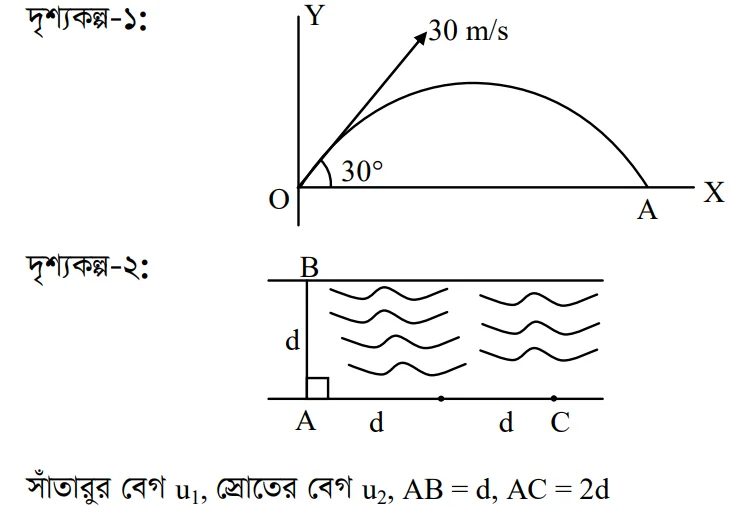 দৃশ্যকল্প-১:
Y
30 m/s
30°
O
A
X
দৃশ্যকল্প-২:
B
d
A
d
d
C
সাঁতারুর বেগ u₁, স্রোতের বেগ u₂, AB = d, AC = 2d